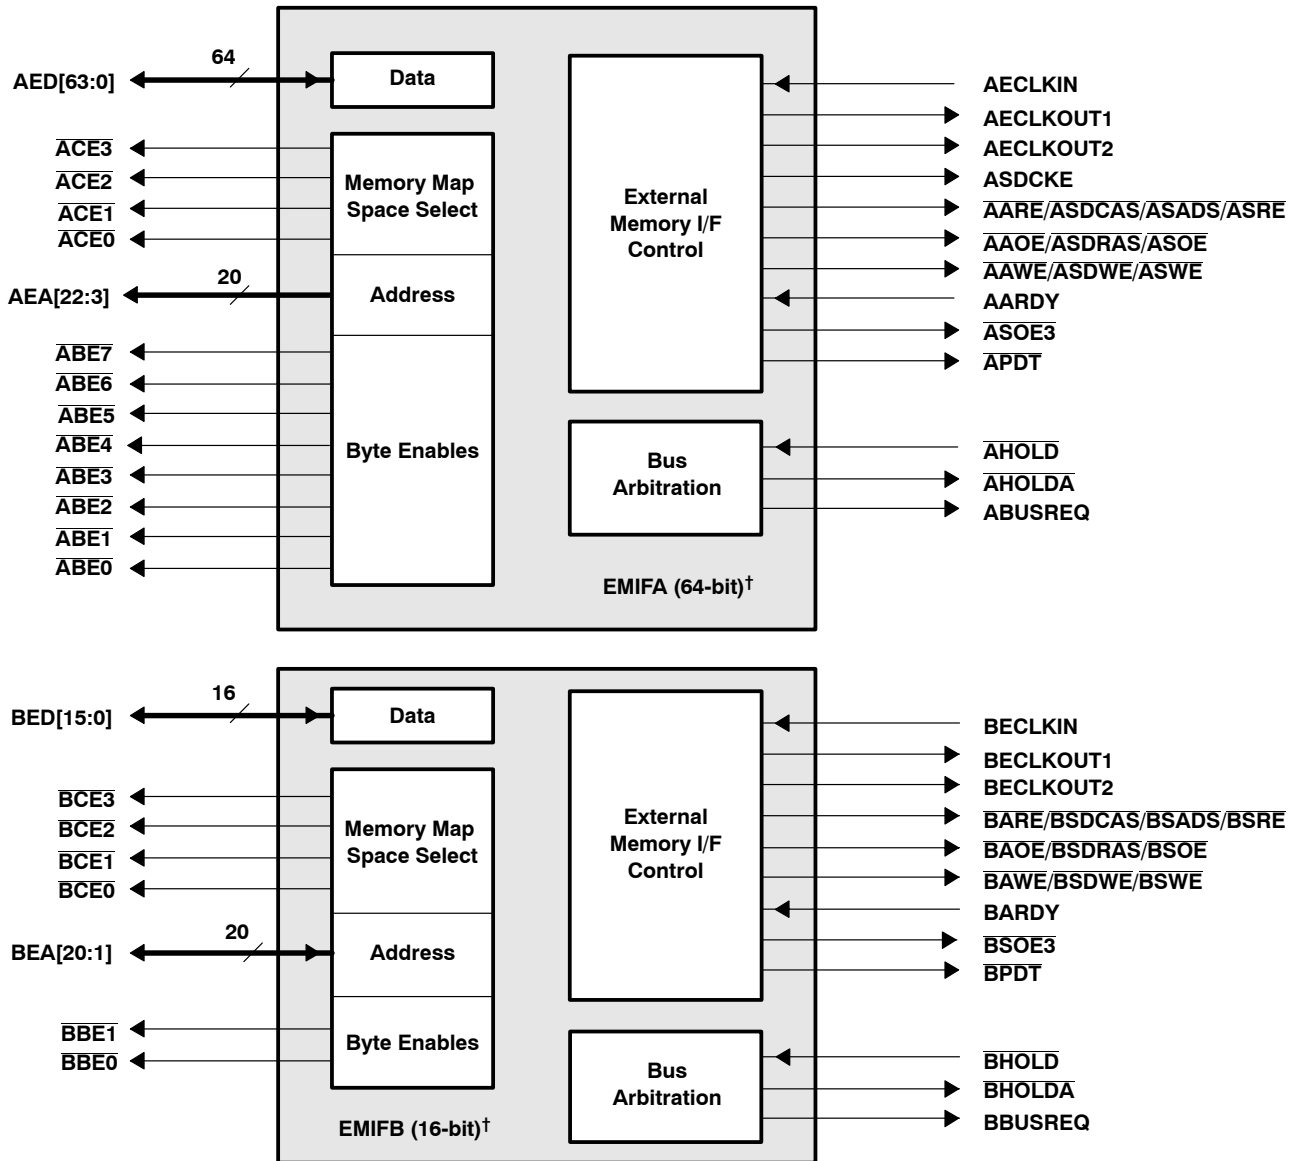 64
AED[63:0]
Data
ACE3
ACE2
ACE1
ACE0
Memory Map
Space Select
20
AEA[22:3]
Address
ABE7
ABE6
ABE5
ABE4
ABE3
ABE2
ABE1
ABE0
Byte Enables
External
Memory I/F
Control
AECLKIN
AECLKOUT1
AECLKOUT2
ASDCKE
AARE/ASDCAS/ASADS/ASRE
AAOE/ASDRAS/ASOE
AAWE/ASDWE/ASWE
AARDY
ASOE3
APDT
Bus
Arbitration
AHOLD
AHOLDA
ABUSREQ
EMIFA (64-bit)†
16
BED[15:0]
Data
BCE3
BCE2
BCE1
BCE0
Memory Map
Space Select
20
BEA[20:1]
Address
BBE1
BBE0
Byte Enables
External
Memory I/F
Control
BECLKIN
BECLKOUT1
BECLKOUT2
BARE/BSDCAS/BSADS/BSRE
BAOE/BSDRAS/BSOE
BAWE/BSDWE/BSWE
BARDY
BSOE3
BPDT
Bus
Arbitration
BHOLD
BHOLDA
BBUSREQ
EMIFB (16-bit)†